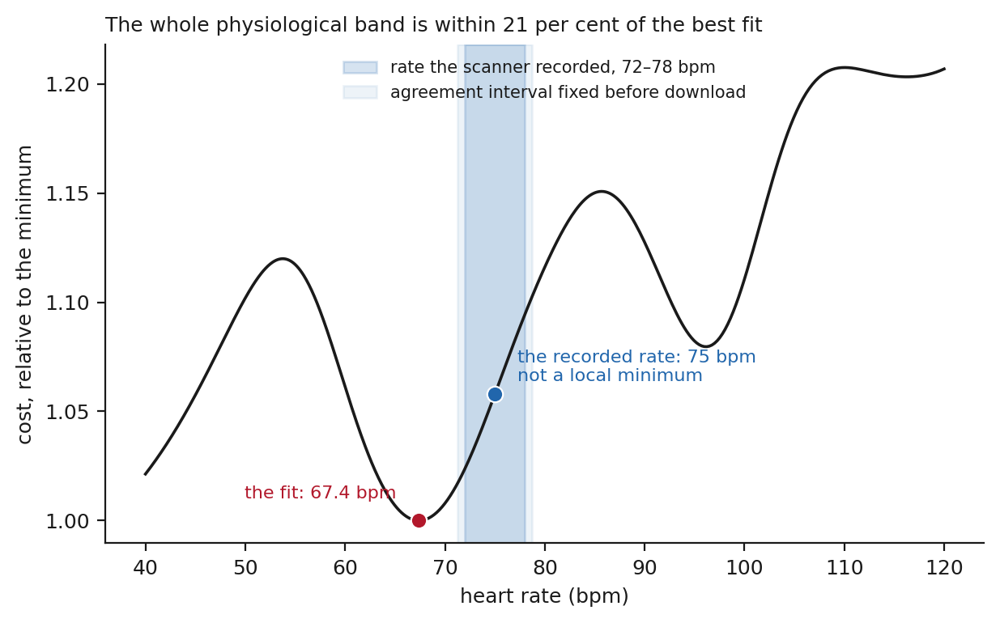 The whole physiological band is within 21 per cent of the best fit
rate the scanner recorded, 72–78 bpm
agreement interval fixed before download
cost, relative to the minimum
1.20
1.15
1.10
1.05
1.00
the recorded rate: 75 bpm
not a local minimum
the fit: 67.4 bpm
40 50 60 70 80 90 100 110 120
heart rate (bpm)